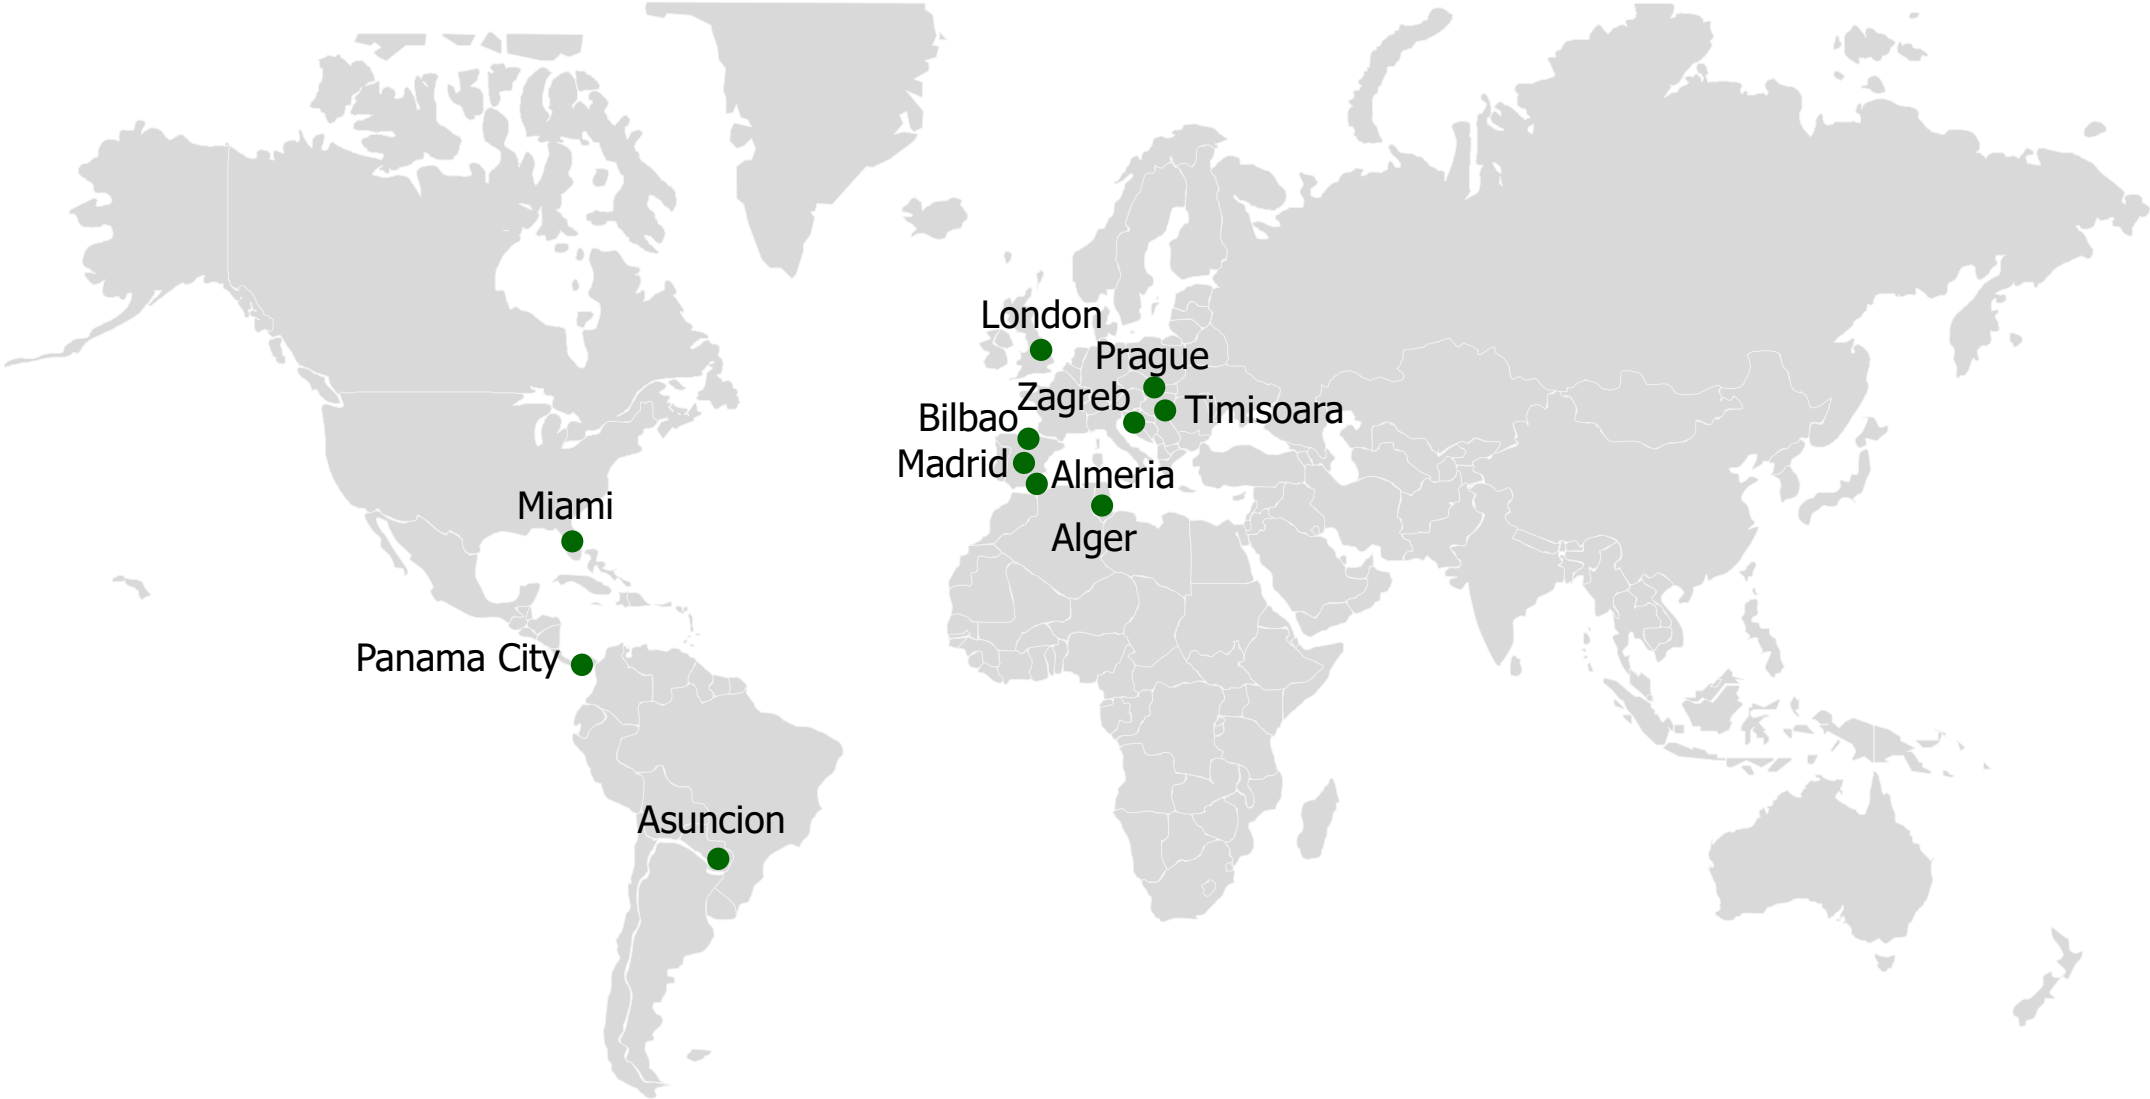 London
Prague
Zagreb
Timisoara
Bilbao
Madrid
Almeria
Miami
Alger
Panama City
Asuncion